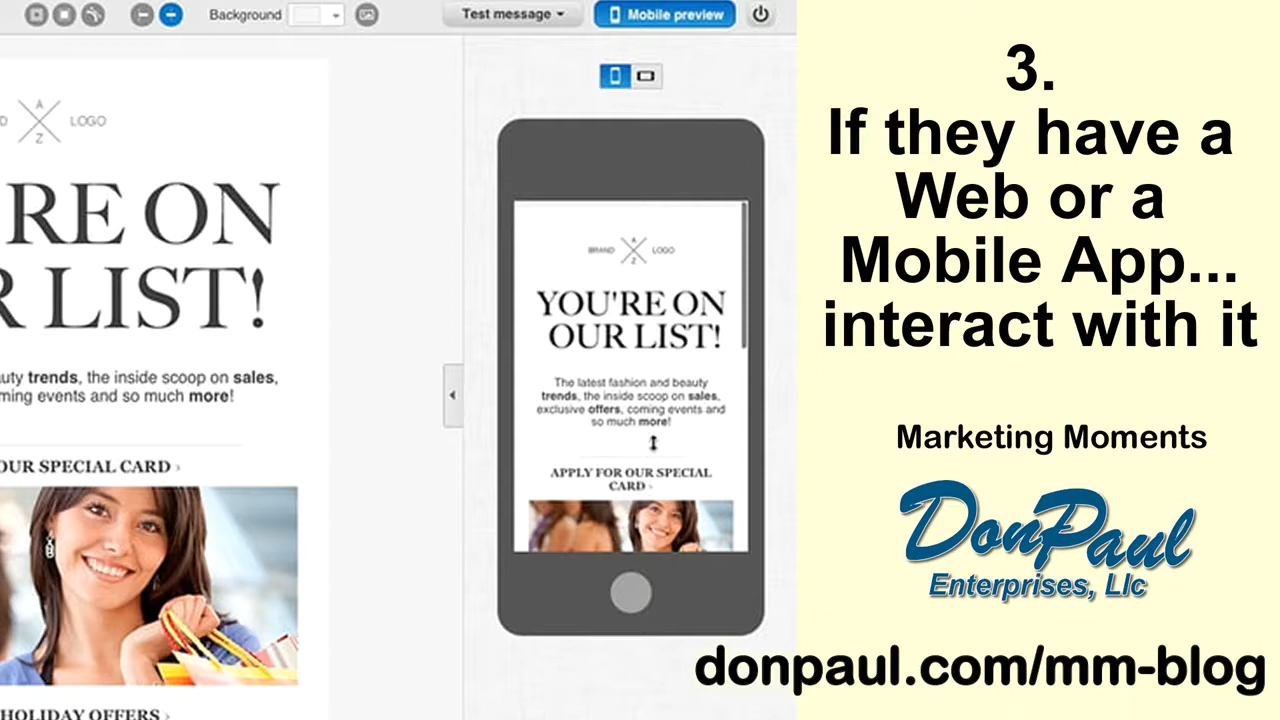 Background
Test message
Mobile preview
A
D LOGO
Z
RE ON
R LIST!
uty trends, the inside scoop on sales,
ming events and so much more!
OUR SPECIAL CARD ›
HOLIDAY OFFERS ›
A
BRAND LOGO
Z
YOU'RE ON
OUR LIST!
The latest fashion and beauty
trends, the inside scoop on sales,
exclusive offers, coming events and
so much more!
APPLY FOR OUR SPECIAL
CARD ›
3.
If they have a
Web or a
Mobile App...
interact with it
Marketing Moments
DonPaul
Enterprises, Llc
donpaul.com/mm-blog